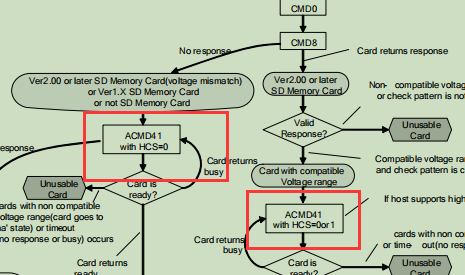 CMD0
CMD8
No response
Card returns response
Ver2.00 or later SD Memory Card(voltage mismatch)
or Ver1.X SD Memory Card
or not SD Memory Card
Ver2.00 or later
SD Memory Card
Non- compatible voltag
or check pattern is no
Valid
Response?
Unusable
Card
ACMD41
with HCS=0
esponse
Card returns
busy
Compatible voltage ra
and check pattern is c
Card with compatible
Voltage range
Unusable
Card
Card is
ready?
If host supports high
ACMD41
with HCS=0or1
ards with non compatible
oltage range(card goes to
na' state) or timeout
no response or busy) occurs
Card returns
busy
cards with non com
or time out(no resp
Card returns
ready
Card is
ready?
Unusable